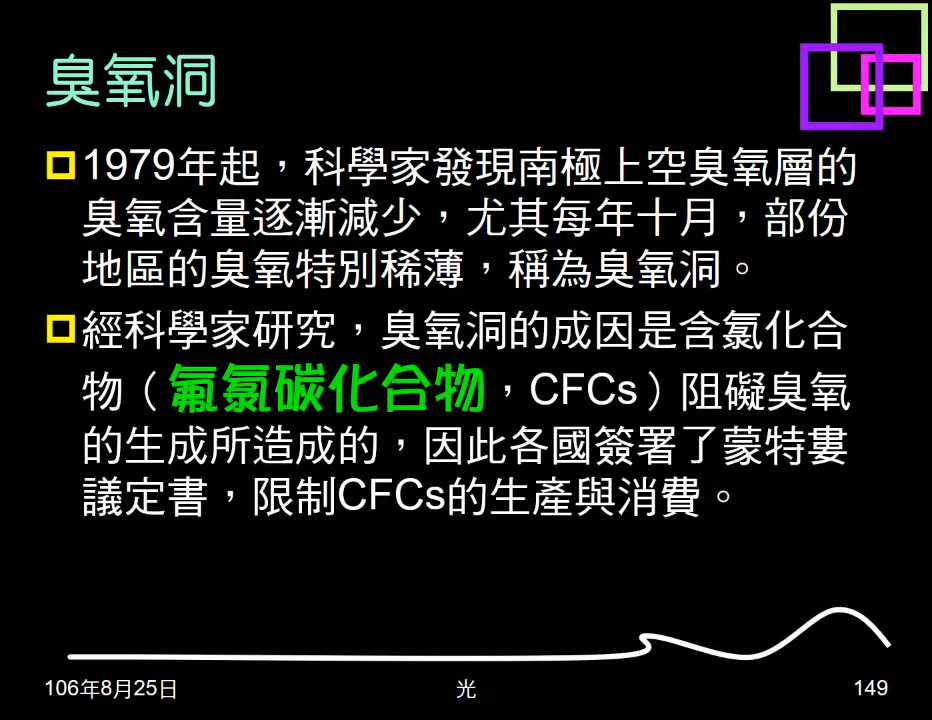 臭氧洞
1979年起，科學家發現南極上空臭氧層的
臭氧含量逐漸減少，尤其每年十月，部份
地區的臭氧特別稀薄，稱為臭氧洞。
經科學家研究，臭氧洞的成因是含氯化合
物（氟氯碳化合物，CFCs）阻礙臭氧
的生成所造成的，因此各國簽署了蒙特婁
議定書，限制CFCs的生產與消費。
106年8月25日
光
149